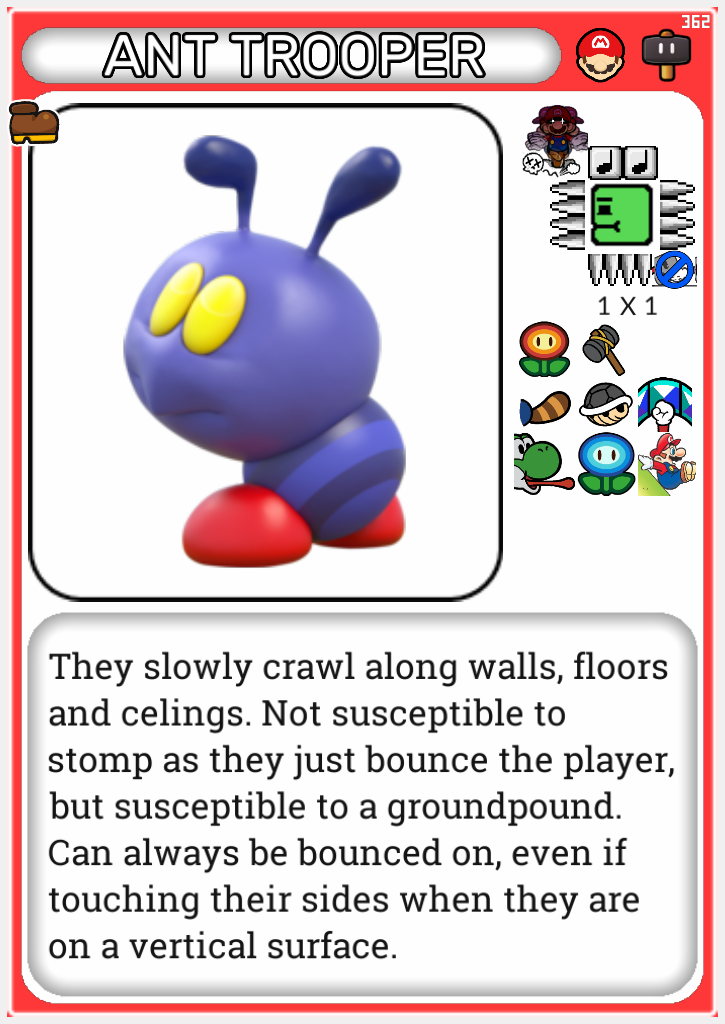 362
ANT TROOPER
M
1 X 1
They slowly crawl along walls, floors
and celings. Not susceptible to
stomp as they just bounce the player,
but susceptible to a groundpound.
Can always be bounced on, even if
touching their sides when they are
on a vertical surface.